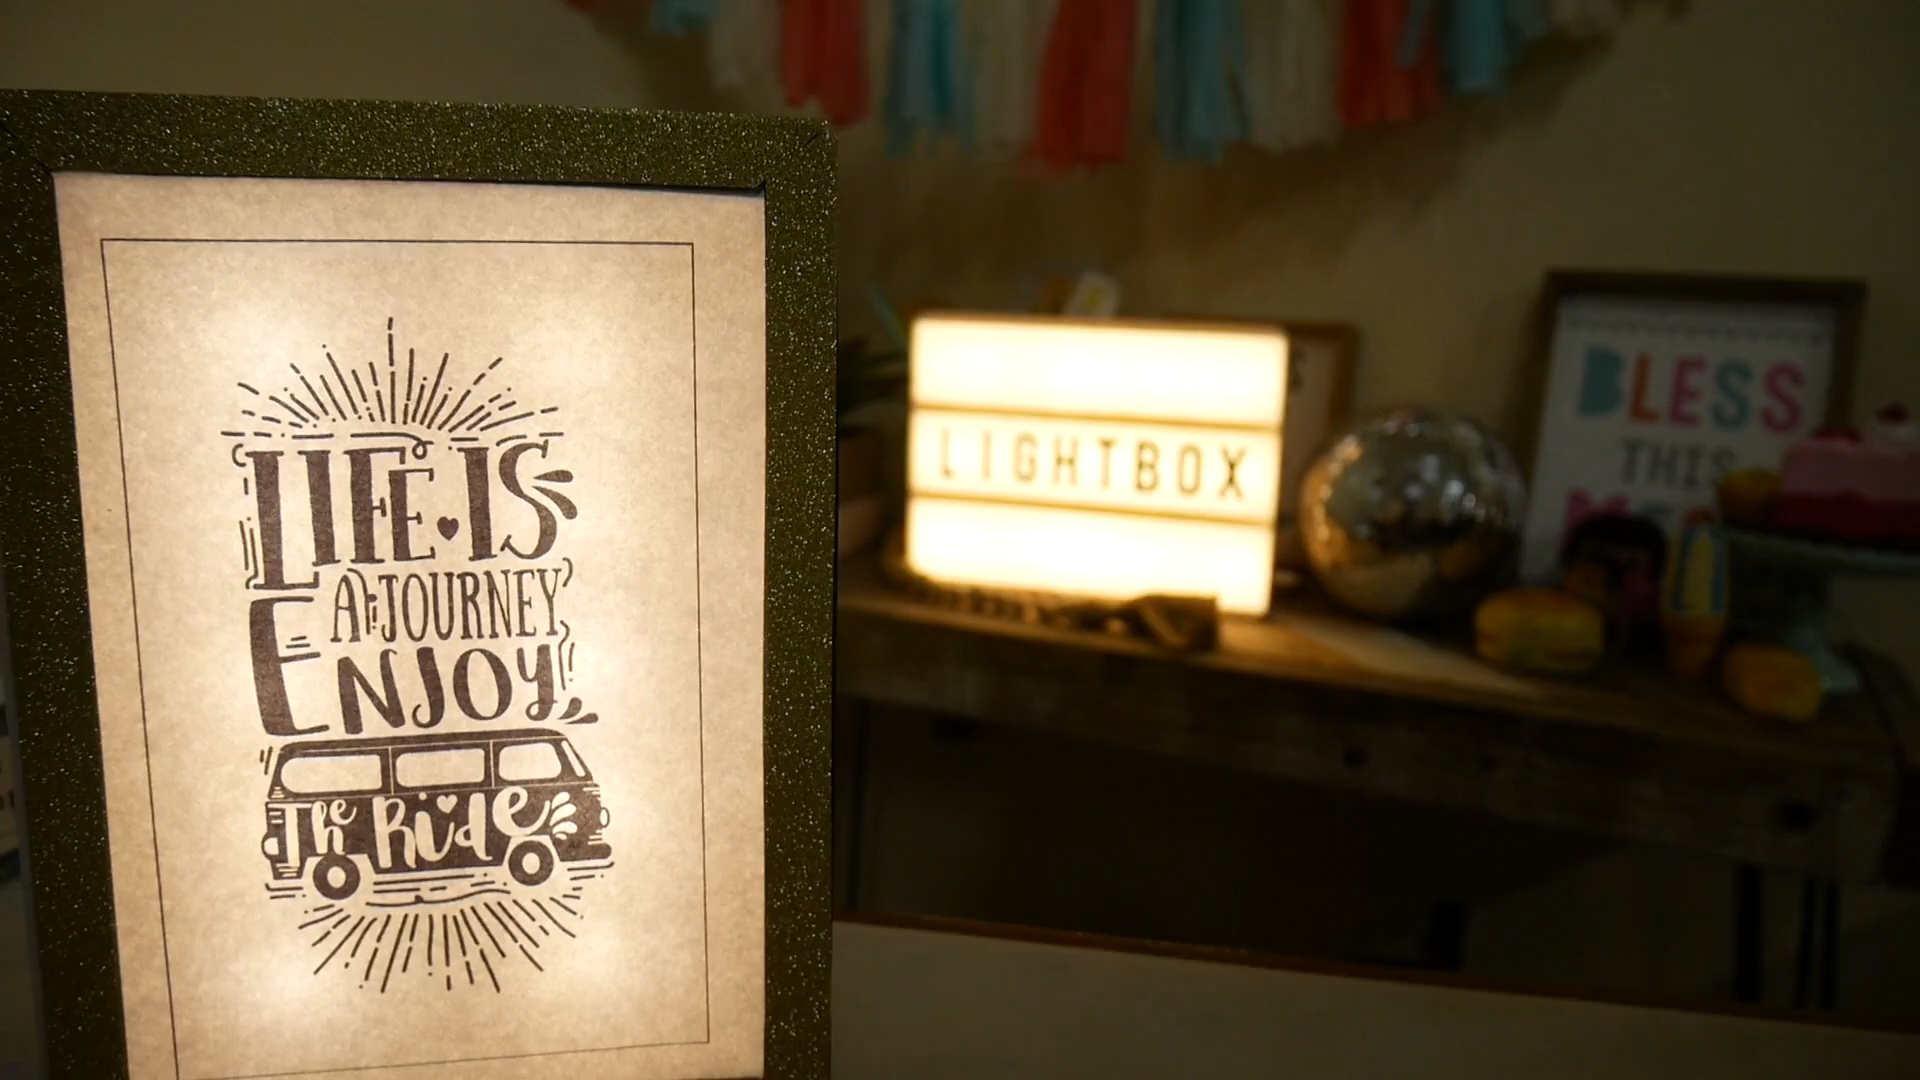 LIFE IS
A JOURNEY
ENJOY
The Ride
LIGHTBOX
BLESS
THIS